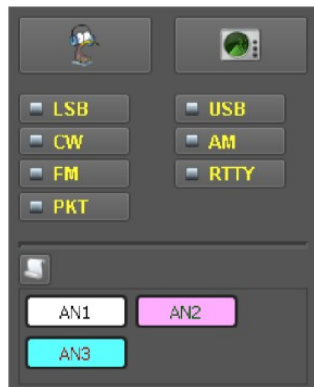 LSB USB
CW AM
FM RTTY
PKT
AN1 AN2
AN3